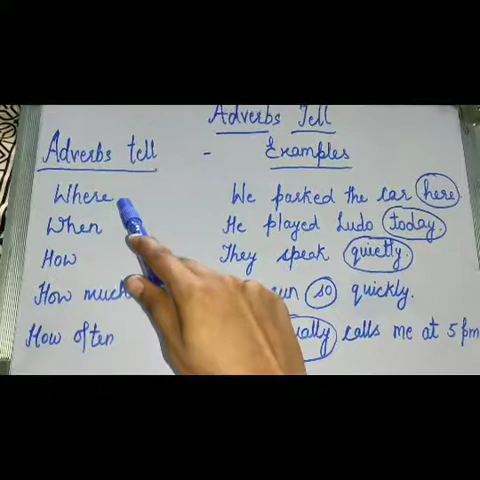 Adverbs Tell
Adverbs tell - Examples
Where We parked the car here.
When He played Ludo today.
How They speak quietly.
How much so quickly.
How often calls me at 5 pm